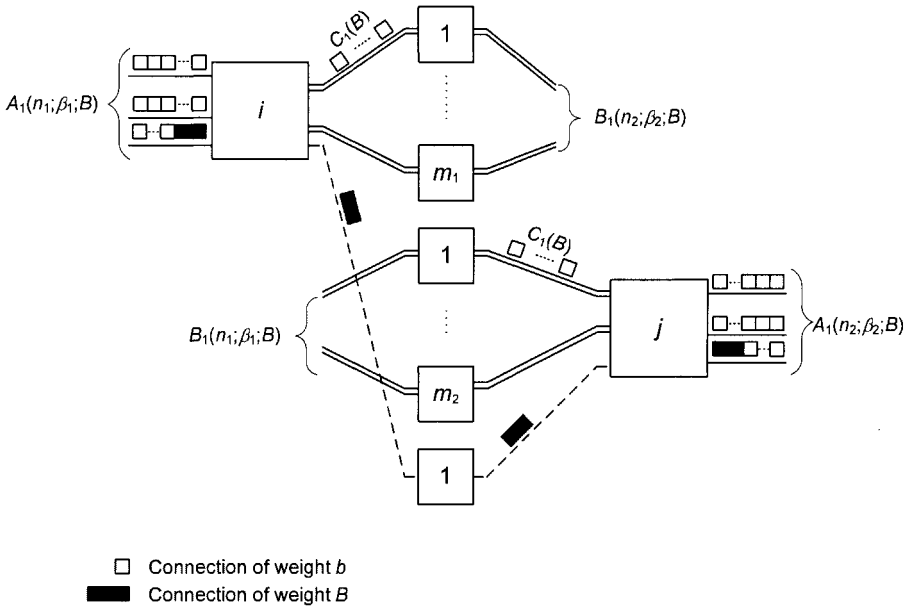 C₁(B)
1
A₁(n₁;β₁;B)
i
B₁(n₂;β₂;B)
m₁
1
C₁(B)
B₁(n₁;β₁;B)
j
A₁(n₂;β₂;B)
m₂
1
Connection of weight b
Connection of weight B